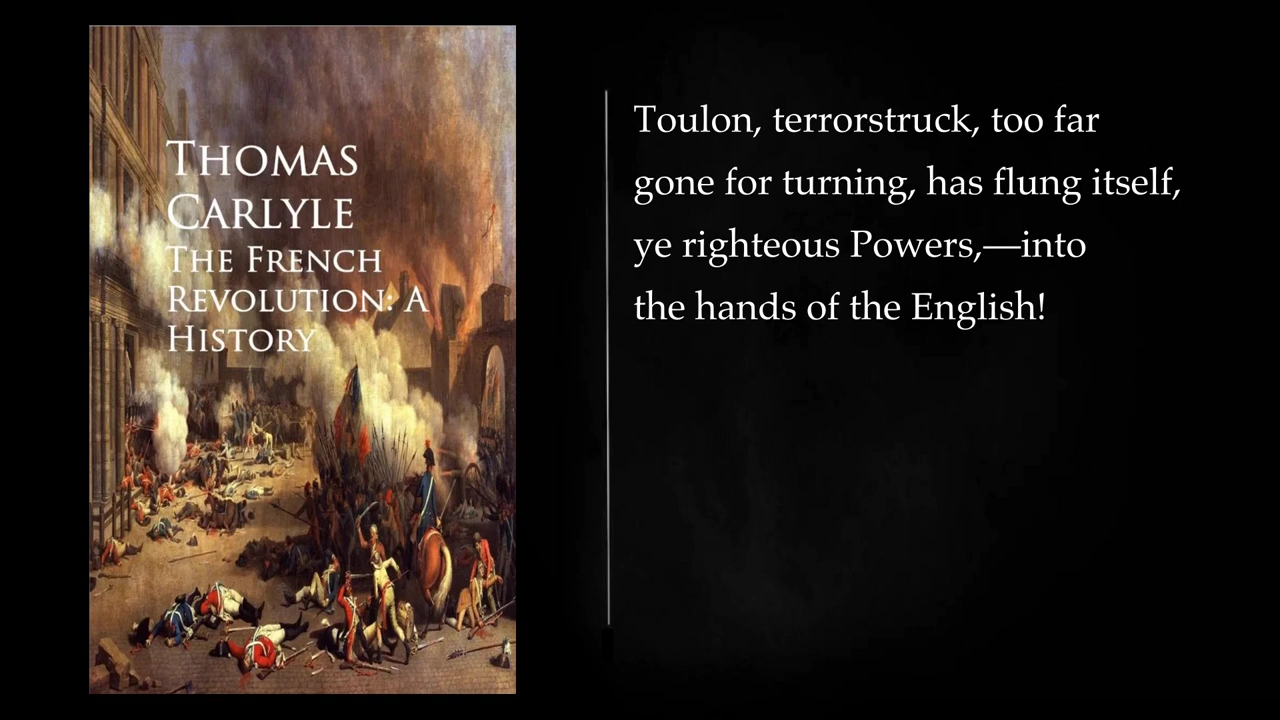 THOMAS
CARLYLE
THE FRENCH
REVOLUTION: A
HISTORY
Toulon, terrorstruck, too far
gone for turning, has flung itself,
ye righteous Powers,—into
the hands of the English!